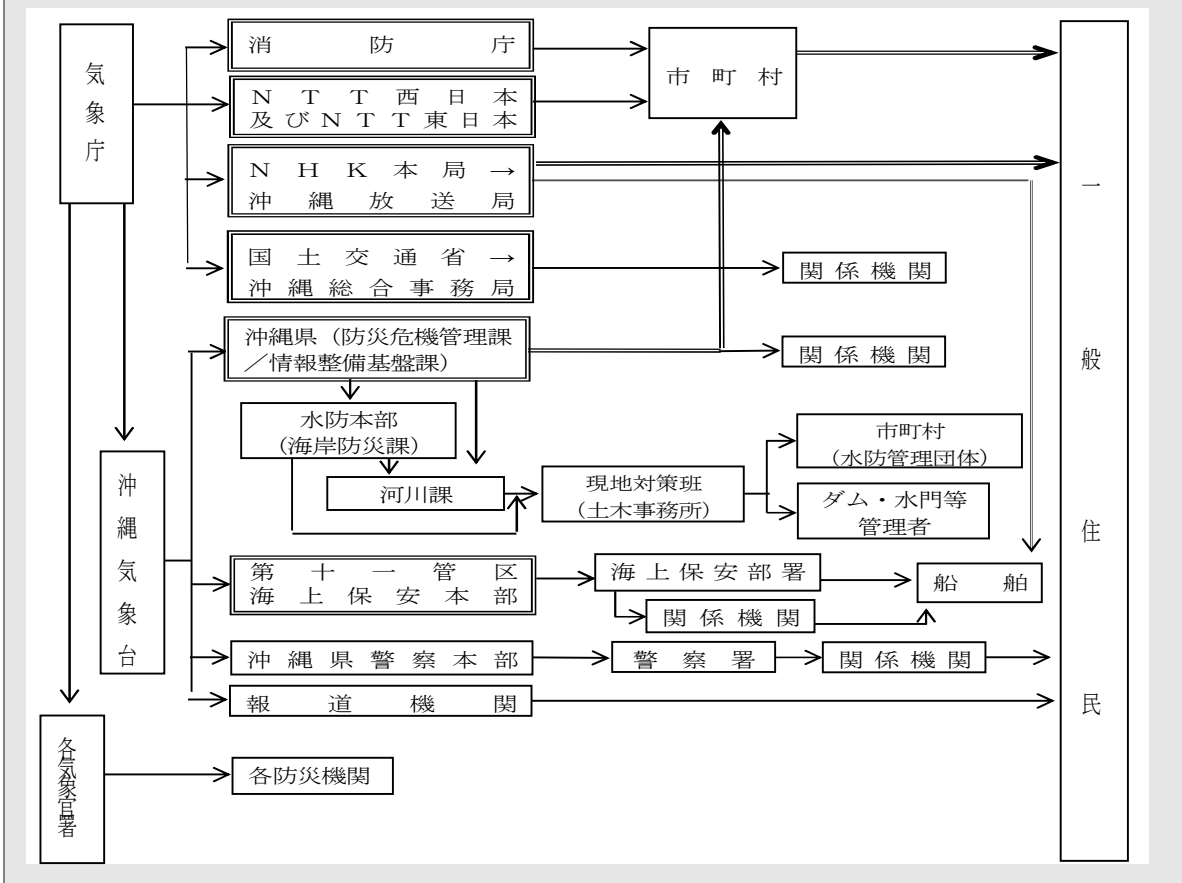 気象庁
消防庁
NTT西日本
及びNTT東日本
NHK本局→
沖縄放送局
国土交通省→
沖縄総合事務局
市町村
関係機関
沖縄県（防災危機管理課
／情報整備基盤課）
関係機関
水防本部
（海岸防災課）
河川課
現地対策班
（土木事務所）
市町村
（水防管理団体）
ダム・水門等
管理者
沖縄気象台
第十一管区
海上保安本部
海上保安部署
関係機関
船舶
沖縄県警察本部
警察署
関係機関
報道機関
各気象官署
各防災機関
一般住民